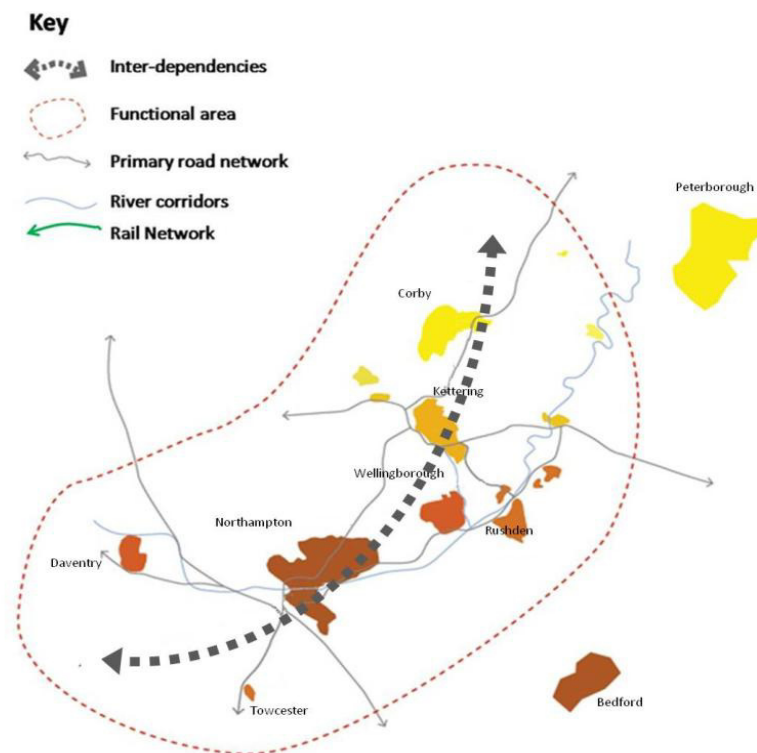 Key
Inter-dependencies
Functional area
Primary road network
River corridors
Rail Network
Peterborough
Corby
Kettering
Wellingborough
Northampton
Rushden
Daventry
Towcester
Bedford